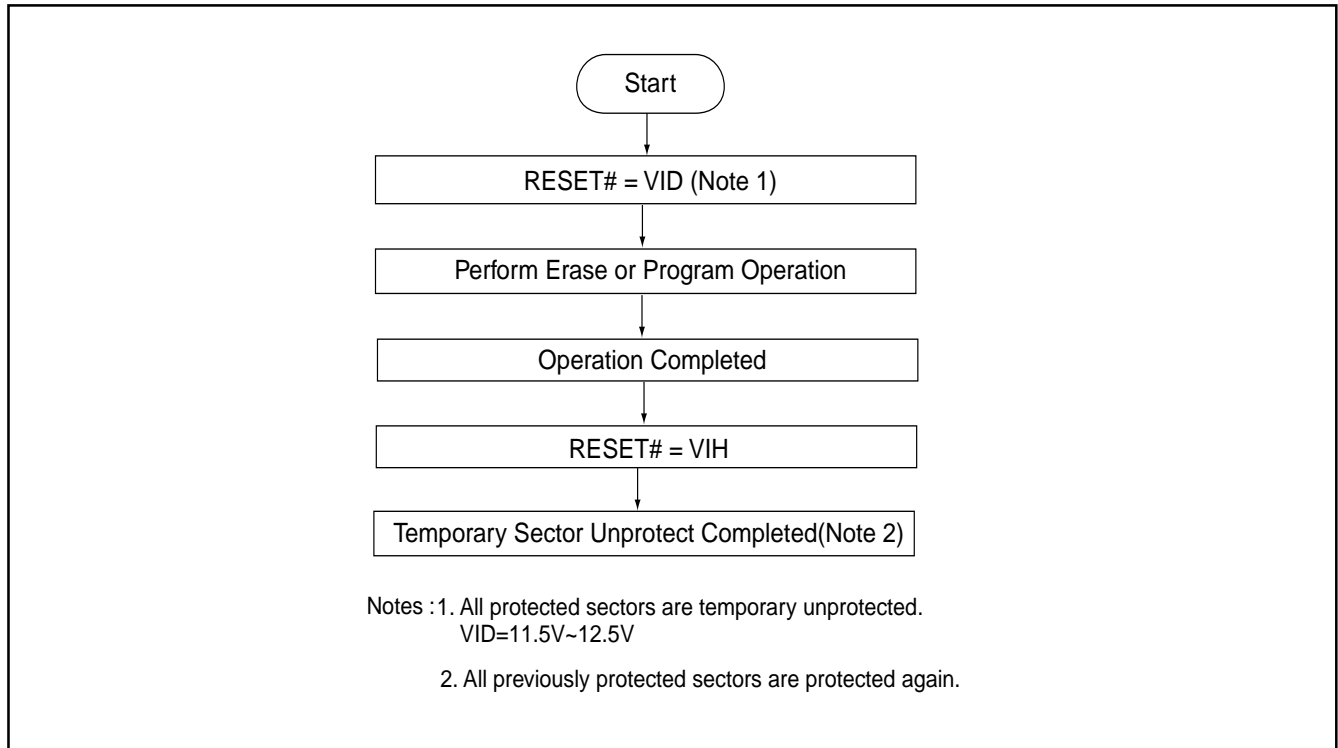 Start
RESET# = VID (Note 1)
Perform Erase or Program Operation
Operation Completed
RESET# = VIH
Temporary Sector Unprotect Completed(Note 2)
Notes :1. All protected sectors are temporary unprotected.
VID=11.5V~12.5V
2. All previously protected sectors are protected again.